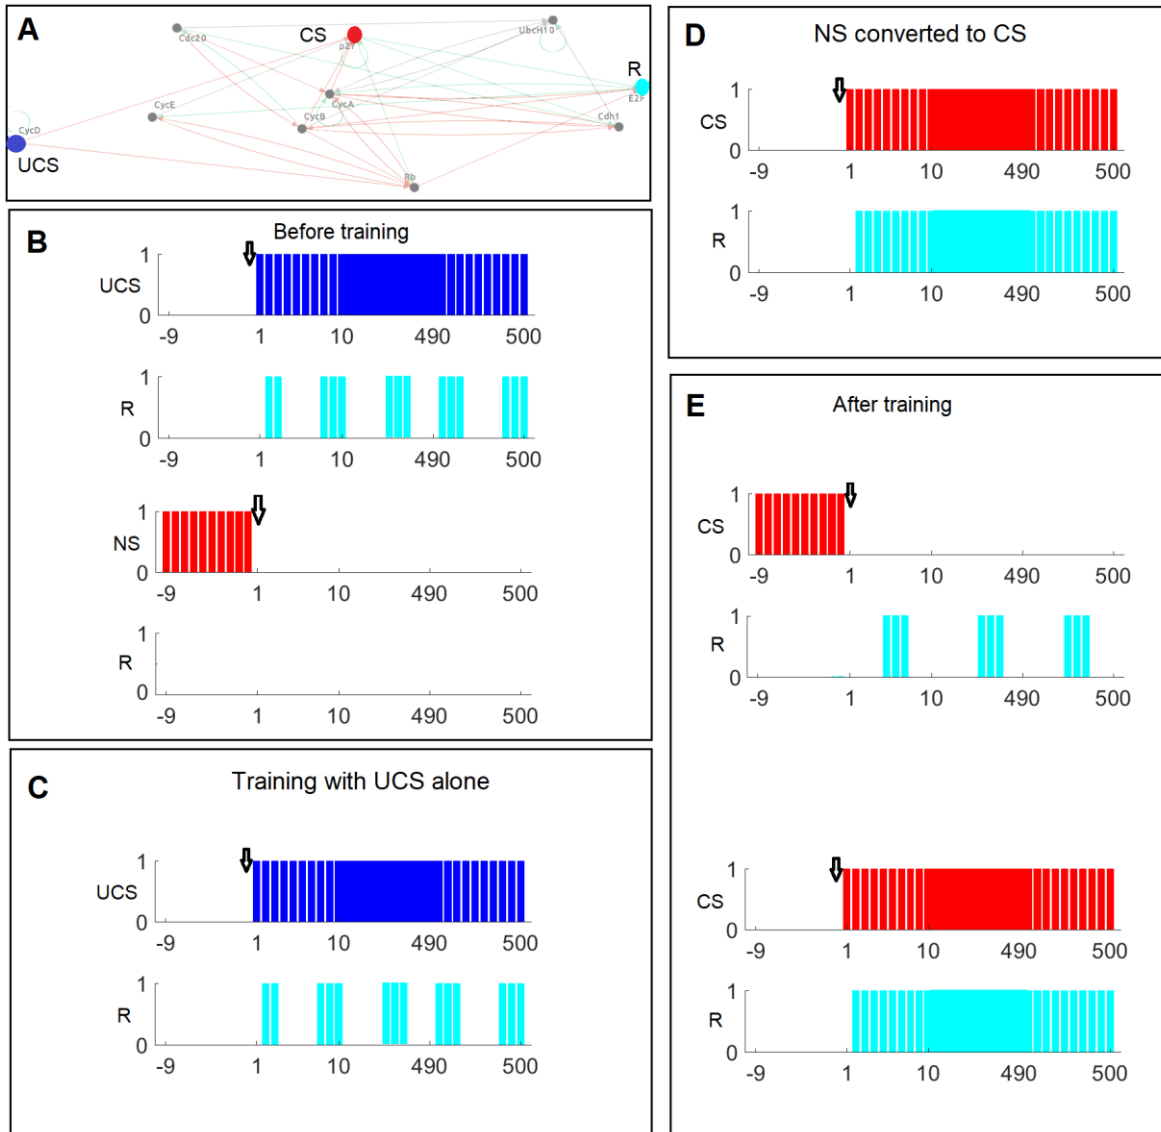 A
Cdc20
CS
p27
UbcH10
R
E2F
CycE
CycA
CycB
Cdh1
CycD
UCS
Rb
B
Before training
1
UCS
0
-9 1 10 490 500
1
R
0
-9 1 10 490 500
1
NS
0
-9 1 10 490 500
1
R
0
-9 1 10 490 500
C
Training with UCS alone
1
UCS
0
-9 1 10 490 500
1
R
0
-9 1 10 490 500
D
NS converted to CS
1
CS
0
-9 1 10 490 500
1
R
0
-9 1 10 490 500
E
After training
1
CS
0
-9 1 10 490 500
1
R
0
-9 1 10 490 500
1
CS
0
-9 1 10 490 500
1
R
0
-9 1 10 490 500